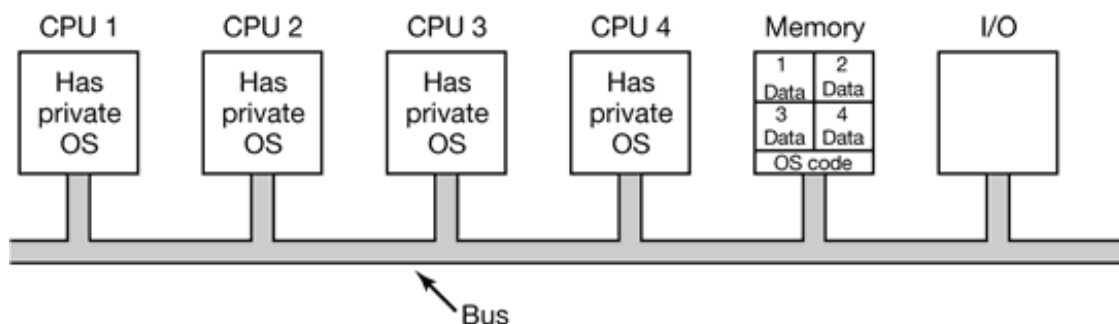 CPU 1 CPU 2 CPU 3 CPU 4 Memory I/O
Has
private
OS
Has
private
OS
Has
private
OS
Has
private
OS
1 2
Data Data
3 4
Data Data
OS code
Bus